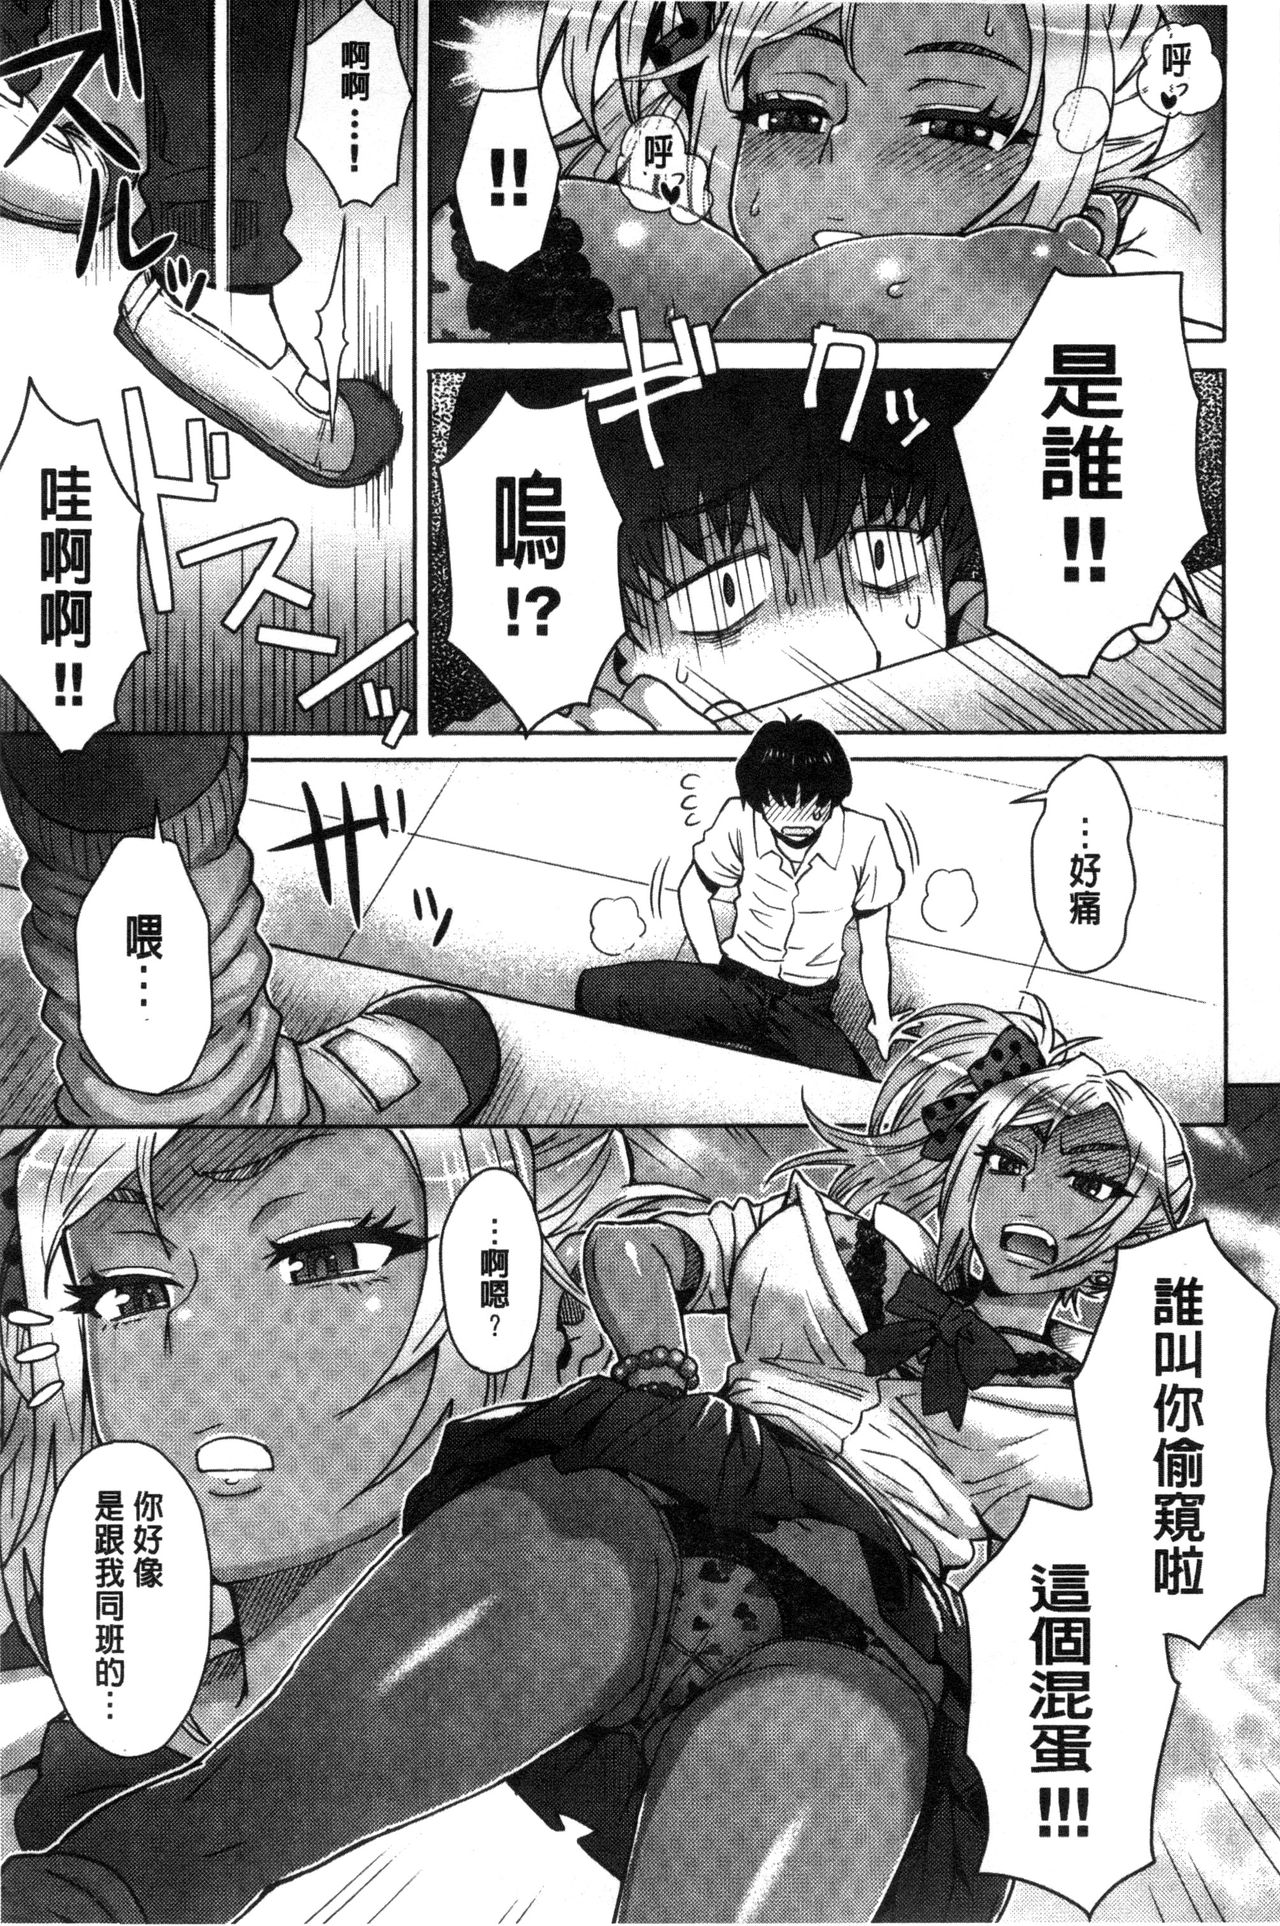 呼っ♥
呼…♥
!!
是誰!!
ギクッ
嗚!?
啊啊…!
ズルッ
ドスン
哇啊啊!!
…好痛
喂…
誰叫你偷窺啦
這個混蛋!!!
…啊嗯？
你好像
是跟我同班的…